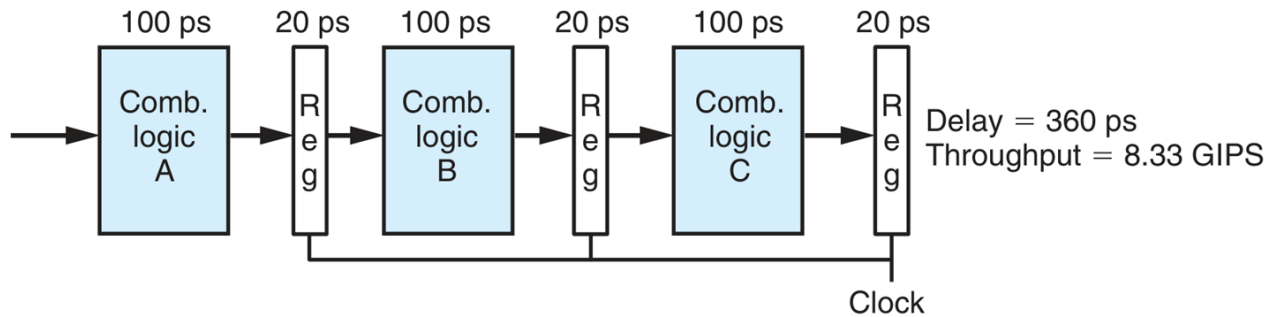 100 ps 20 ps 100 ps 20 ps 100 ps 20 ps
Comb.
logic
A
R
e
g
Comb.
logic
B
R
e
g
Comb.
logic
C
R
e
g
Delay = 360 ps
Throughput = 8.33 GIPS
Clock